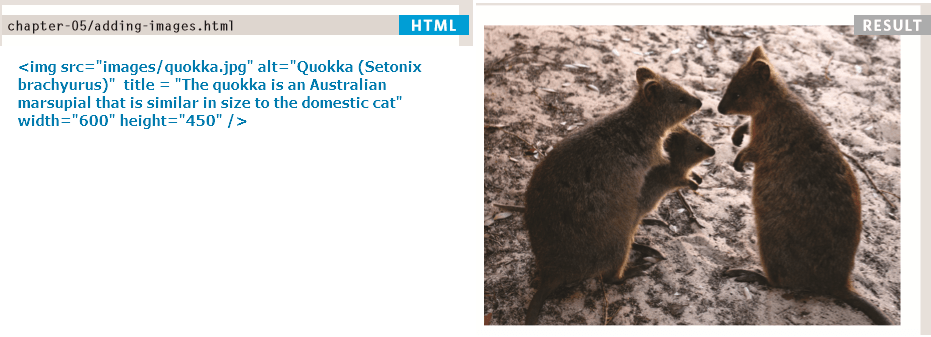 chapter-05/adding-images.html
HTML
RESULT
<img src="images/quokka.jpg" alt="Quokka (Setonix
brachyurus)"  title = "The quokka is an Australian
marsupial that is similar in size to the domestic cat"
width="600" height="450" />